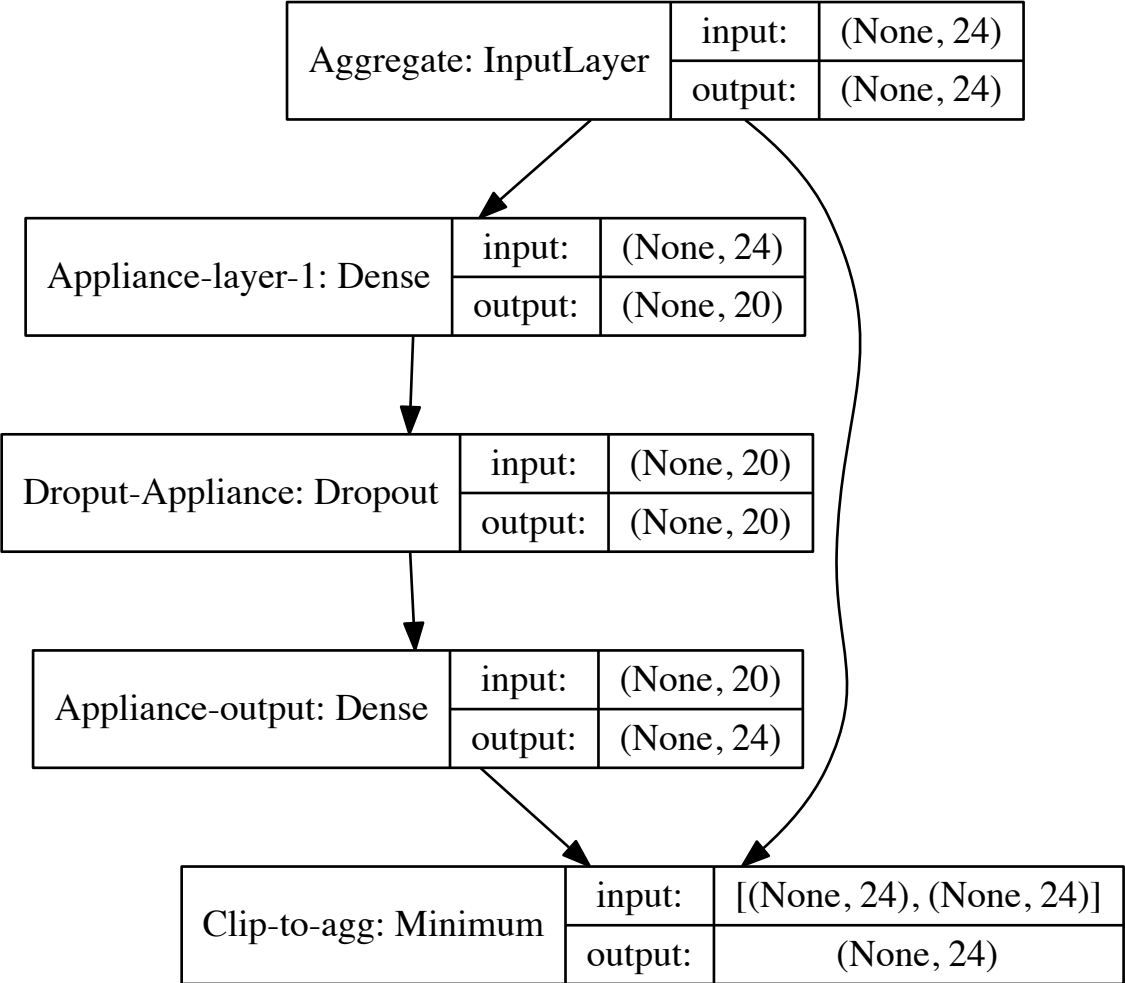 Aggregate: InputLayer
input: (None, 24)
output: (None, 24)
Appliance-layer-1: Dense
input: (None, 24)
output: (None, 20)
Droput-Appliance: Dropout
input: (None, 20)
output: (None, 20)
Appliance-output: Dense
input: (None, 20)
output: (None, 24)
Clip-to-agg: Minimum
input: [(None, 24), (None, 24)]
output: (None, 24)